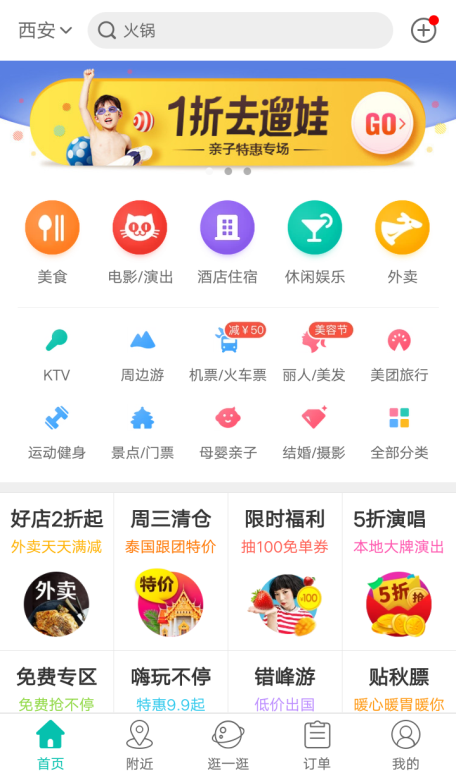 西安
火锅
1折去遛娃
亲子特惠专场
GO
美食
电影/演出
酒店住宿
休闲娱乐
外卖
减¥50
美容节
KTV
周边游
机票/火车票
丽人/美发
美团旅行
运动健身
景点/门票
母婴亲子
结婚/摄影
全部分类
好店2折起
周三清仓
限时福利
5折演唱
外卖天天满减
泰国跟团特价
抽100免单券
本地大牌演出
外卖
特价
¥100
5折抢
免费专区
嗨玩不停
错峰游
贴秋膘
免费抢不停
特惠9.9起
低价出国
暖心暖胃暖你
首页
附近
逛一逛
订单
我的